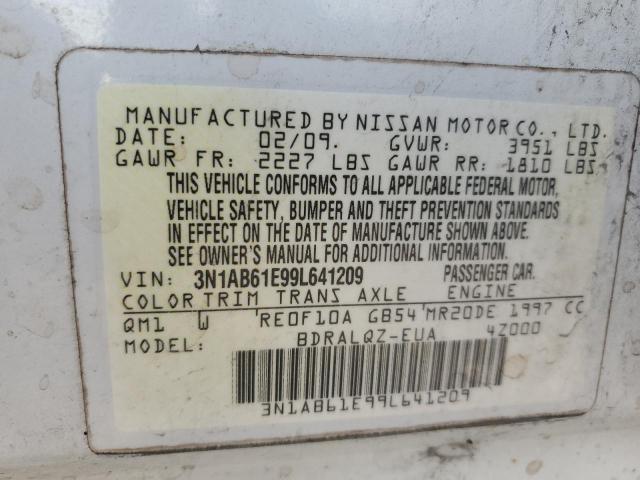 MANUFACTURED BY NISSAN MOTOR CO., LTD.
DATE: 02/09. GVWR: 3951 LBS
GAWR FR: 2227 LBS GAWR RR: 1810 LBS
THIS VEHICLE CONFORMS TO ALL APPLICABLE FEDERAL MOTOR
VEHICLE SAFETY, BUMPER AND THEFT PREVENTION STANDARDS
IN EFFECT ON THE DATE OF MANUFACTURE SHOWN ABOVE.
SEE OWNER'S MANUAL FOR ADDITIONAL INFORMATION.
VIN: 3N1AB61E99L641209 PASSENGER CAR.
COLOR TRIM TRANS AXLE ENGINE
QM1 W RE0F10A GB54 MR20DE 1997 CC
MODEL: BDRALQZ-EUA 4Z000
3N1AB61E99L641209